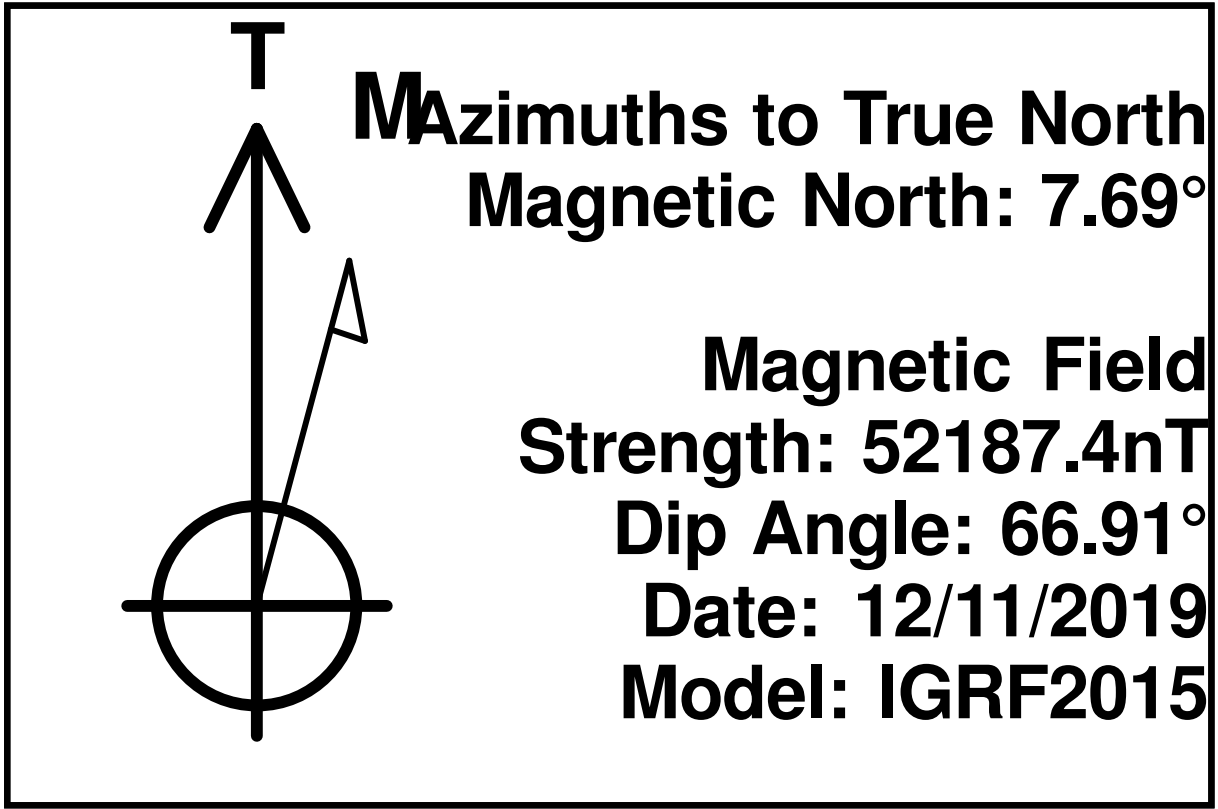 T
M
Azimuths to True North
Magnetic North: 7.69°
Magnetic Field
Strength: 52187.4nT
Dip Angle: 66.91°
Date: 12/11/2019
Model: IGRF2015